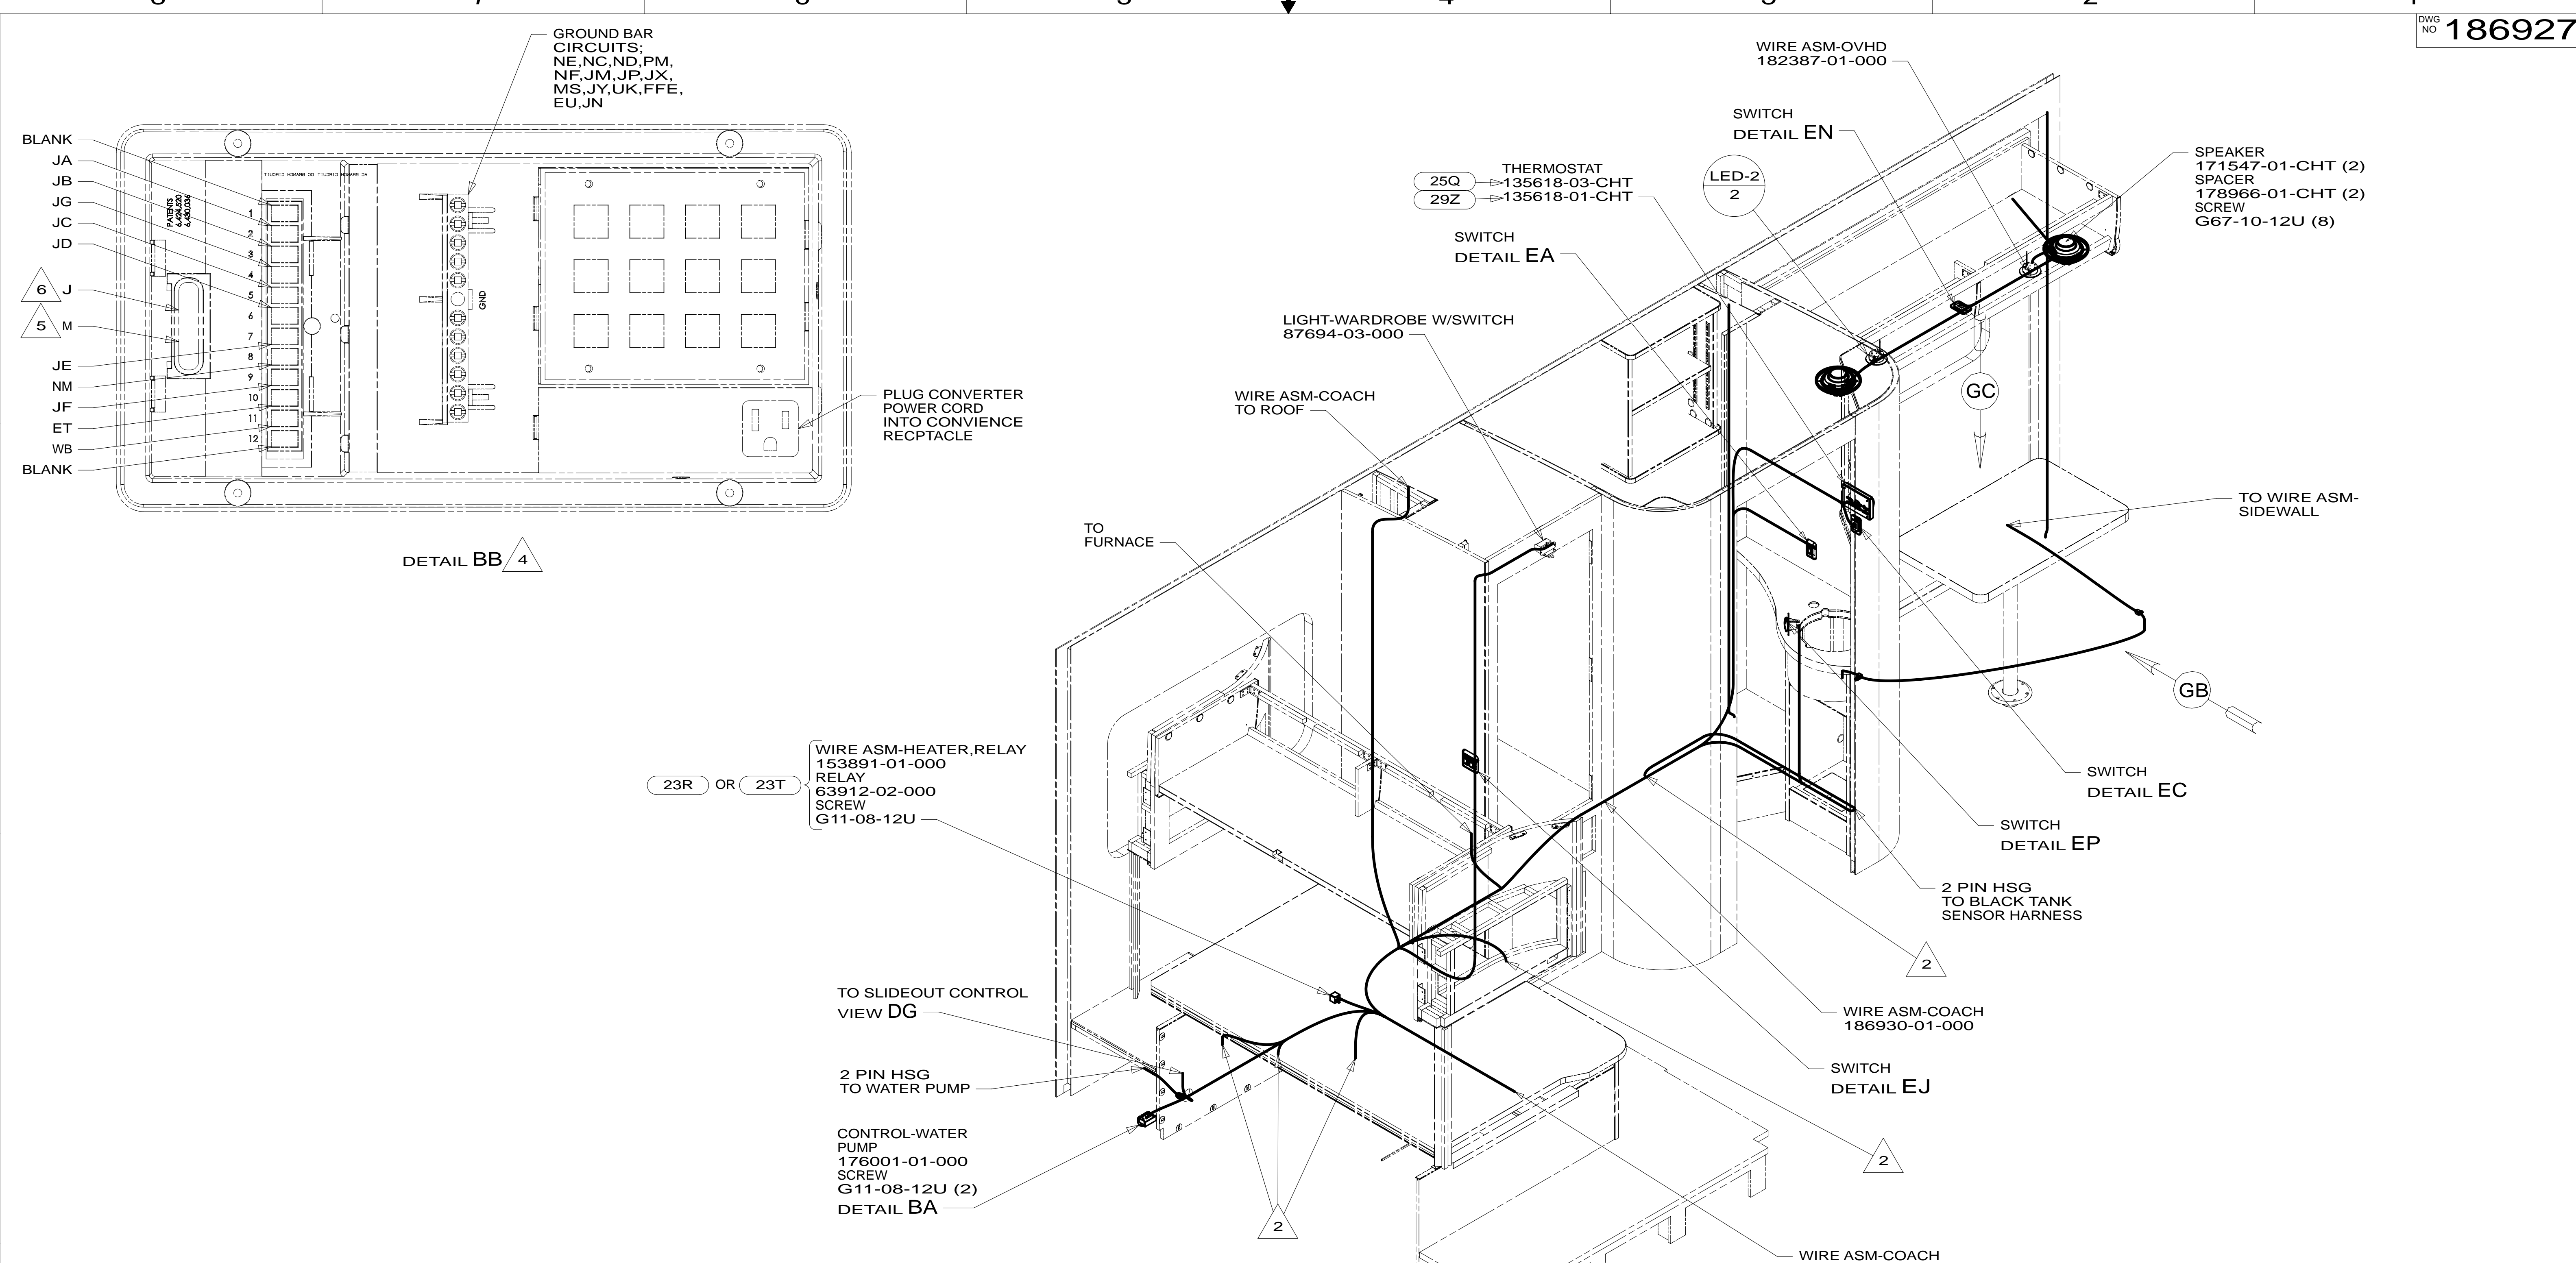 DWG
NO 186927
GROUND BAR
CIRCUITS;
NE,NC,ND,PM,
NF,JM,JP,JX,
MS,JY,UK,FFE,
EU,JN
BLANK
JA
JB
JG
JC
JD
6 J
5 M
JE
NM
JF
ET
WB
BLANK
PATENTS
6,424,520
6,430,036
1
2
3
4
5
6
7
8
9
10
11
12
GND
PLUG CONVERTER
POWER CORD
INTO CONVIENCE
RECPTACLE
DETAIL BB 4
WIRE ASM-OVHD
182387-01-000
SWITCH
DETAIL EN
THERMOSTAT
25Q 135618-03-CHT
29Z 135618-01-CHT
LED-2
2
SPEAKER
171547-01-CHT (2)
SPACER
178966-01-CHT (2)
SCREW
G67-10-12U (8)
SWITCH
DETAIL EA
LIGHT-WARDROBE W/SWITCH
87694-03-000
WIRE ASM-COACH
TO ROOF
GC
TO WIRE ASM-
SIDEWALL
TO
FURNACE
GB
23R OR 23T
WIRE ASM-HEATER,RELAY
153891-01-000
RELAY
63912-02-000
SCREW
G11-08-12U
SWITCH
DETAIL EC
SWITCH
DETAIL EP
2 PIN HSG
TO BLACK TANK
SENSOR HARNESS
2
TO SLIDEOUT CONTROL
VIEW DG
WIRE ASM-COACH
186930-01-000
2 PIN HSG
TO WATER PUMP
SWITCH
DETAIL EJ
CONTROL-WATER
PUMP
176001-01-000
SCREW
G11-08-12U (2)
DETAIL BA
2
2
WIRE ASM-COACH